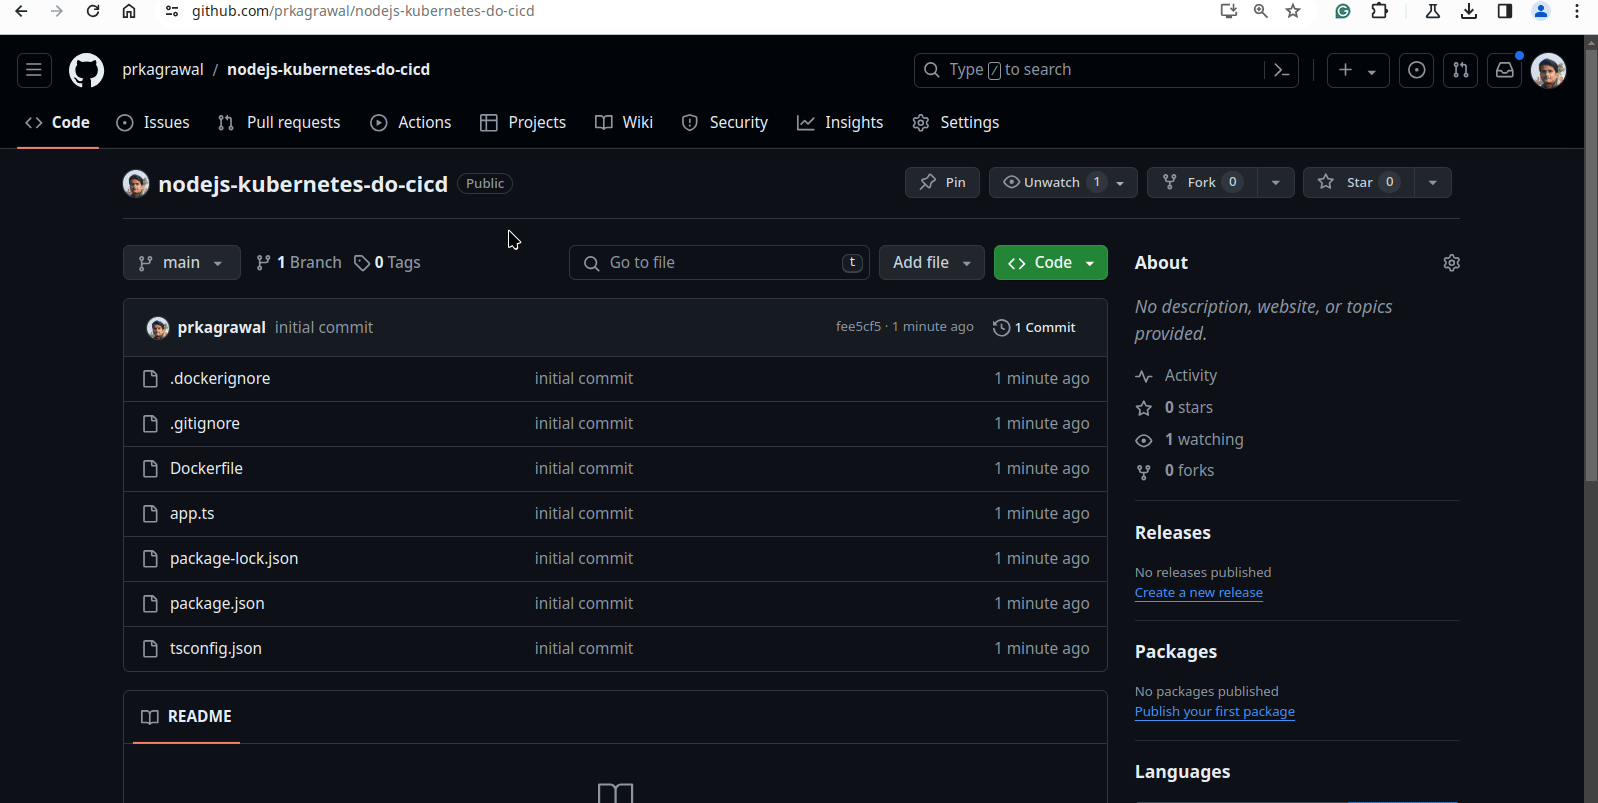 github.com/prkagrawal/nodejs-kubernetes-do-cicd
prkagrawal / nodejs-kubernetes-do-cicd
Type / to search
Code Issues Pull requests Actions Projects Wiki Security Insights Settings
nodejs-kubernetes-do-cicd Public
Pin Unwatch 1 Fork 0 Star 0
main 1 Branch 0 Tags Go to file t Add file Code
prkagrawal initial commit fee5cf5 · 1 minute ago 1 Commit
.dockerignore initial commit 1 minute ago
.gitignore initial commit 1 minute ago
Dockerfile initial commit 1 minute ago
app.ts initial commit 1 minute ago
package-lock.json initial commit 1 minute ago
package.json initial commit 1 minute ago
tsconfig.json initial commit 1 minute ago
README
About
No description, website, or topics
provided.
Activity
0 stars
1 watching
0 forks
Releases
No releases published
Create a new release
Packages
No packages published
Publish your first package
Languages